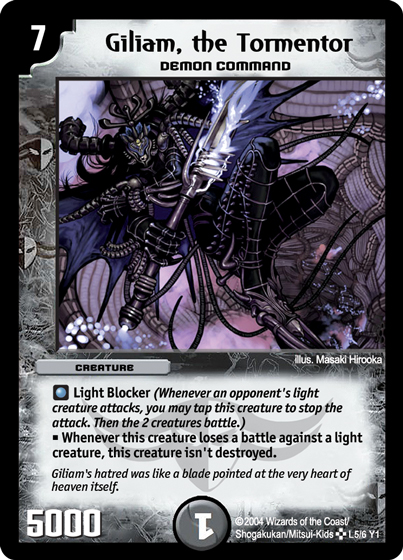 7
Giliam, the Tormentor
DEMON COMMAND
illus. Masaki Hirooka
CREATURE
Light Blocker (Whenever an opponent's light
creature attacks, you may tap this creature to stop the
attack. Then the 2 creatures battle.)
▪ Whenever this creature loses a battle against a light
creature, this creature isn't destroyed.
Giliam's hatred was like a blade pointed at the very heart of
heaven itself.
5000
1
© 2004 Wizards of the Coast/
Shogakukan/Mitsui-Kids L5/6 Y1